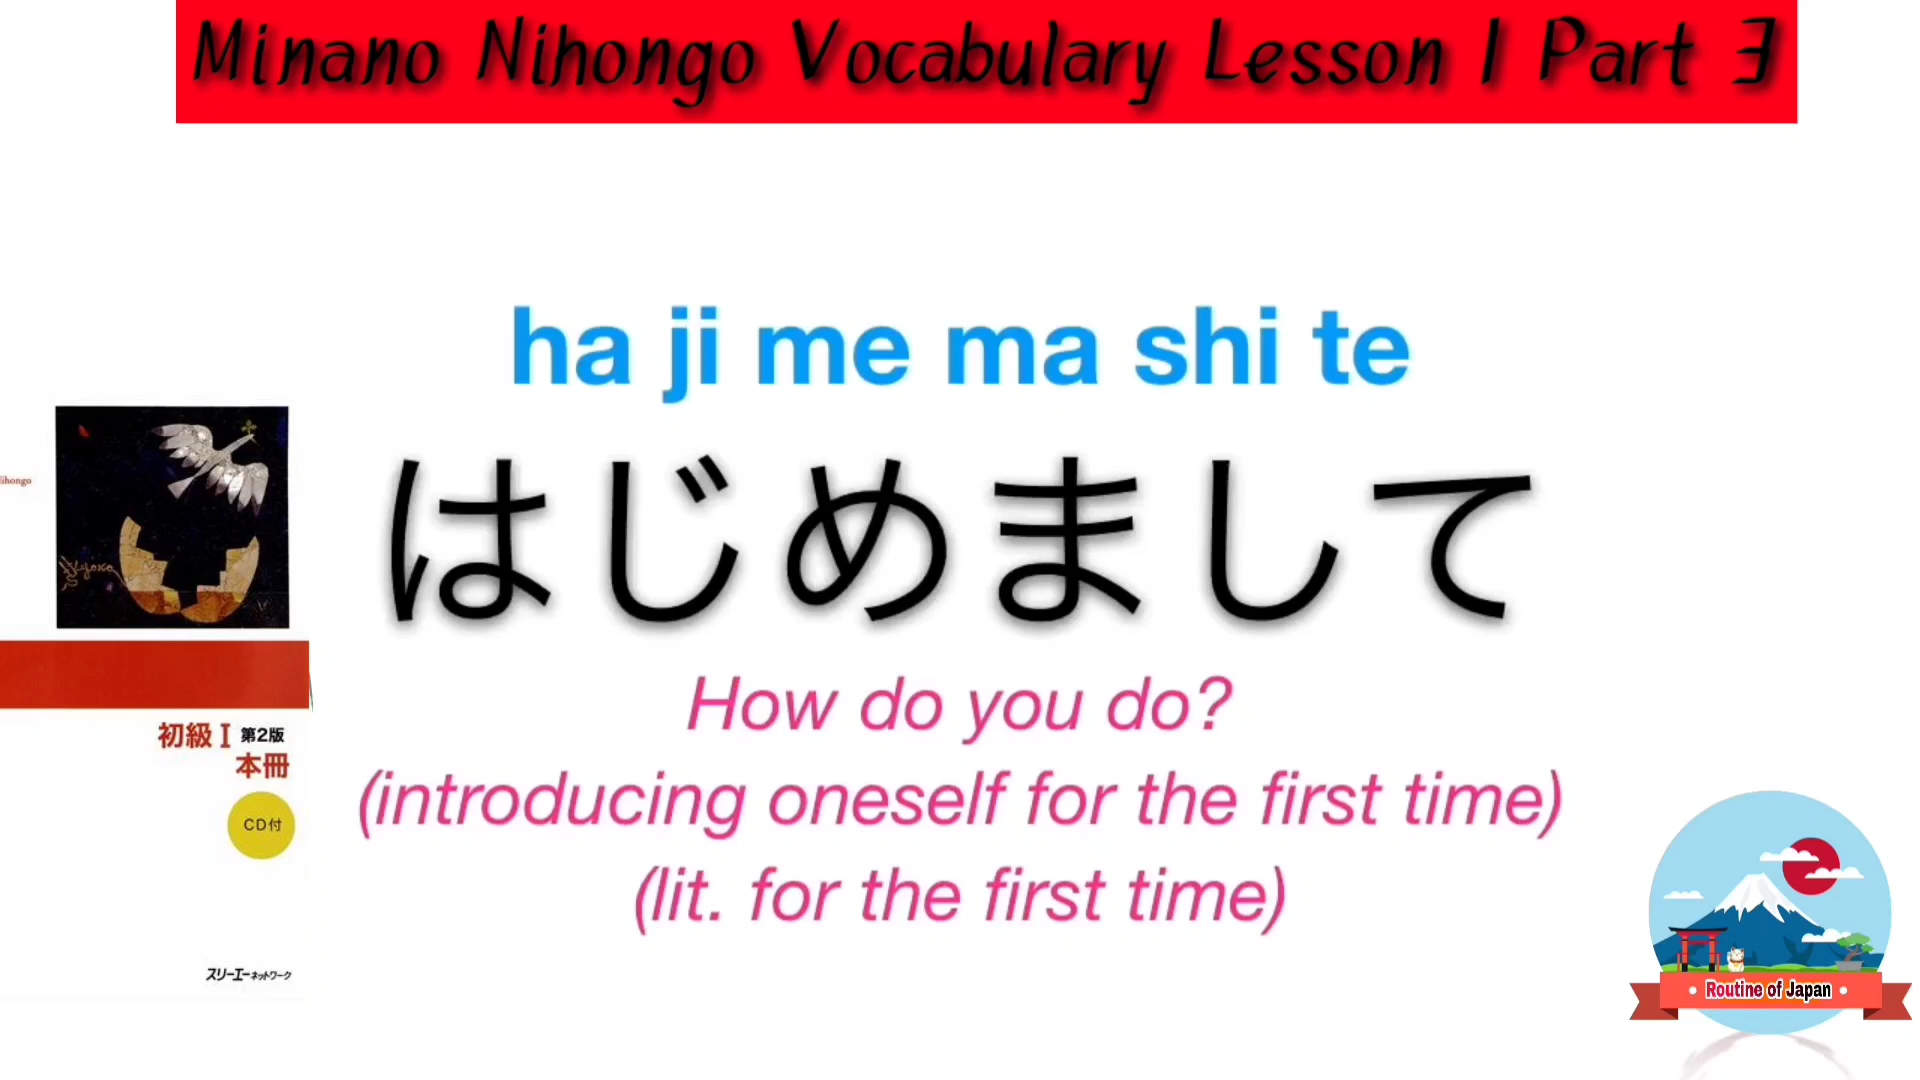 Minano Nihongo Vocabulary Lesson 1 Part 3
ha ji me ma shi te
はじめまして
How do you do?
(introducing oneself for the first time)
(lit. for the first time)
ihongo
初級 I 第2版
本冊
CD付
スリーエーネットワーク
• Routine of Japan •